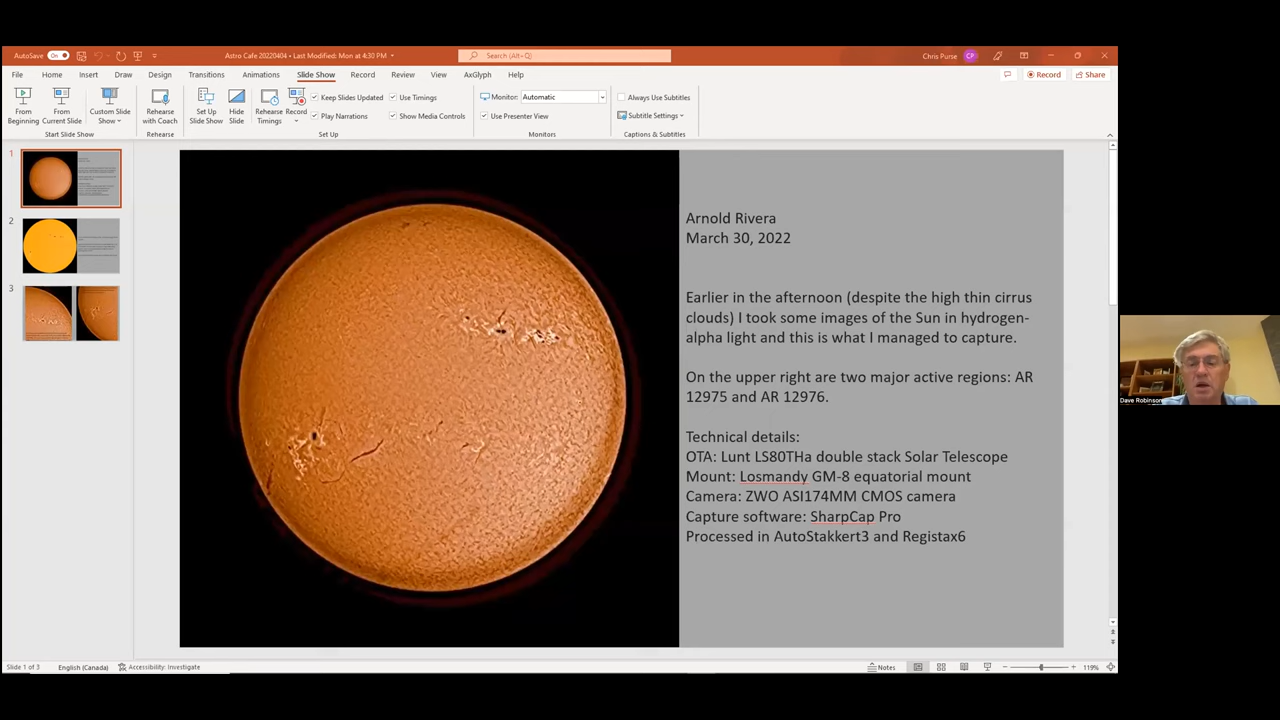 AutoSave On
Astro Cafe 20220404 • Last Modified: Mon at 4:30 PM
Search (Alt+Q)
Chris Purse CP
File Home Insert Draw Design Transitions Animations Slide Show Record Review View AxGlyph Help
Record Share
From Beginning
From Current Slide
Custom Slide Show
Start Slide Show
Rehearse with Coach
Rehearse
Set Up Slide Show
Hide Slide
Rehearse Timings
Record
Keep Slides Updated
Play Narrations
Use Timings
Show Media Controls
Set Up
Monitor: Automatic
Use Presenter View
Monitors
Always Use Subtitles
Subtitle Settings
Captions & Subtitles
1
2
3
Arnold Rivera
March 30, 2022
Earlier in the afternoon (despite the high thin cirrus
clouds) I took some images of the Sun in hydrogen-
alpha light and this is what I managed to capture.
On the upper right are two major active regions: AR
12975 and AR 12976.
Technical details:
OTA: Lunt LS80THa double stack Solar Telescope
Mount: Losmandy GM-8 equatorial mount
Camera: ZWO ASI174MM CMOS camera
Capture software: SharpCap Pro
Processed in AutoStakkert3 and Registax6
Dave Robinson
Slide 1 of 3 English (Canada) Accessibility: Investigate
Notes
119%